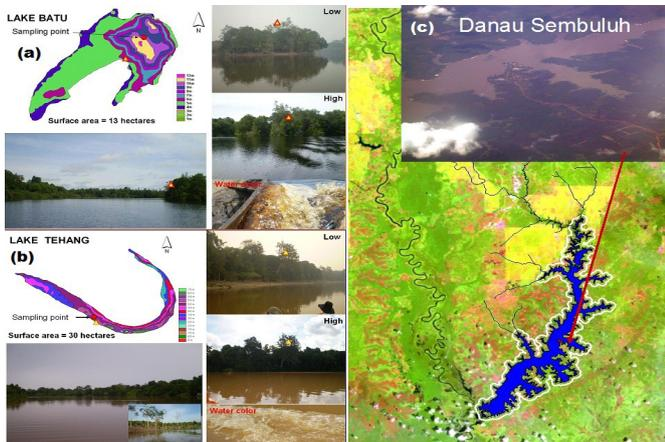 LAKE BATU
Sampling point
N
(a)
Surface area = 13 hectares
Low
High
Water color
LAKE TEHANG
(b)
N
Sampling point
Surface area = 30 hectares
Low
High
Water color
(c)
Danau Sembuluh